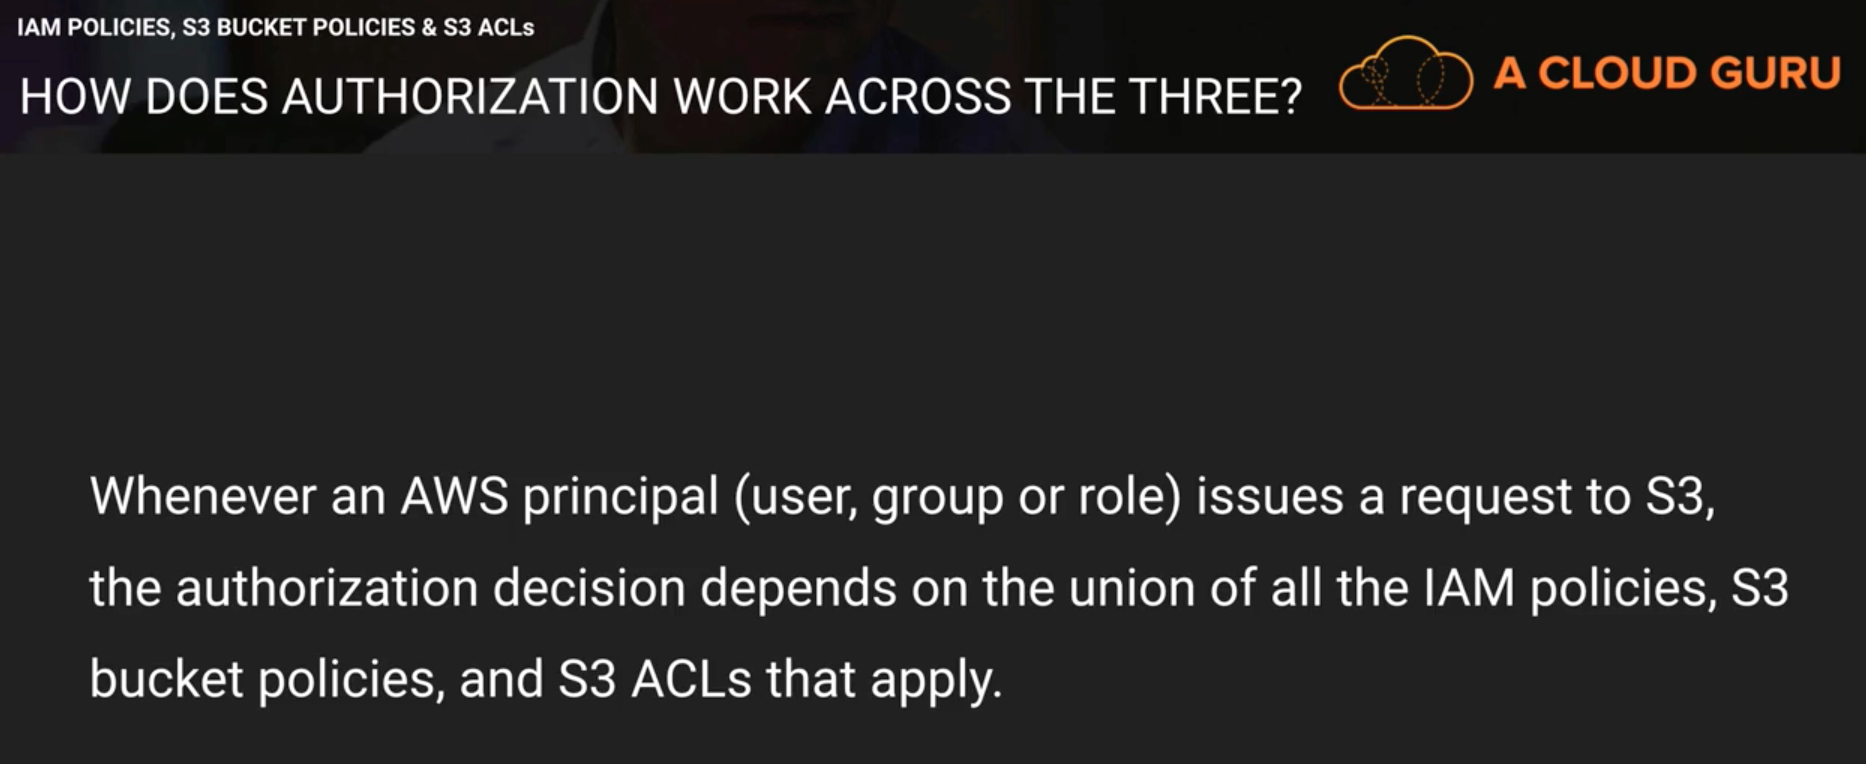 IAM POLICIES, S3 BUCKET POLICIES & S3 ACLs
HOW DOES AUTHORIZATION WORK ACROSS THE THREE?
A CLOUD GURU
Whenever an AWS principal (user, group or role) issues a request to S3,
the authorization decision depends on the union of all the IAM policies, S3
bucket policies, and S3 ACLs that apply.